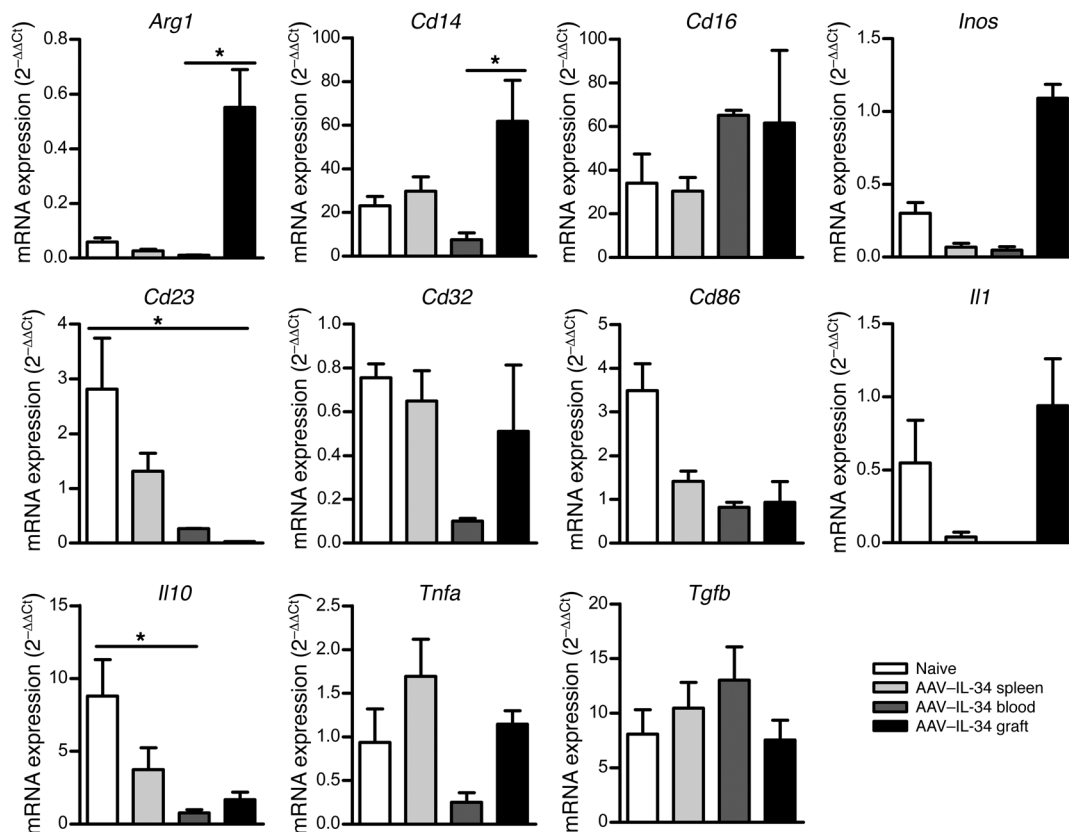 Arg1
mRNA expression (2⁻ΔΔCt)
0.8
0.6
0.4
0.2
0.0
*
Cd14
mRNA expression (2⁻ΔΔCt)
100
80
60
40
20
0
*
Cd16
mRNA expression (2⁻ΔΔCt)
100
80
60
40
20
0
Inos
mRNA expression (2⁻ΔΔCt)
1.5
1.0
0.5
0.0
Cd23
mRNA expression (2⁻ΔΔCt)
4
3
2
1
0
*
Cd32
mRNA expression (2⁻ΔΔCt)
1.0
0.8
0.6
0.4
0.2
0.0
Cd86
mRNA expression (2⁻ΔΔCt)
5
4
3
2
1
0
Il1
mRNA expression (2⁻ΔΔCt)
1.5
1.0
0.5
0.0
Il10
mRNA expression (2⁻ΔΔCt)
15
10
5
0
*
Tnfa
mRNA expression (2⁻ΔΔCt)
2.5
2.0
1.5
1.0
0.5
0.0
Tgfb
mRNA expression (2⁻ΔΔCt)
20
15
10
5
0
Naive
AAV–IL-34 spleen
AAV–IL-34 blood
AAV–IL-34 graft